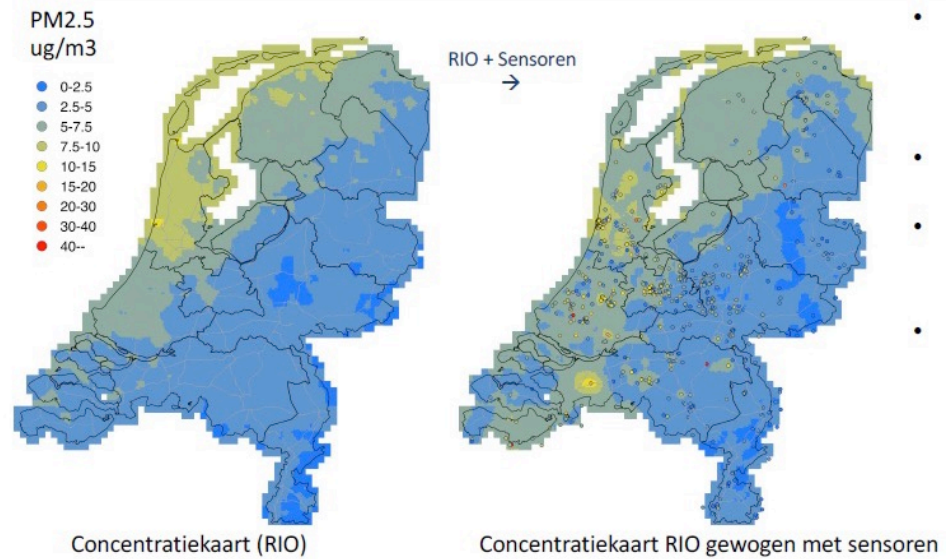 PM2.5
ug/m3
0-2.5
2.5-5
5-7.5
7.5-10
10-15
15-20
20-30
30-40
40--
RIO + Sensoren
→
•
•
•
•
Concentratiekaart (RIO)
Concentratiekaart RIO gewogen met sensoren